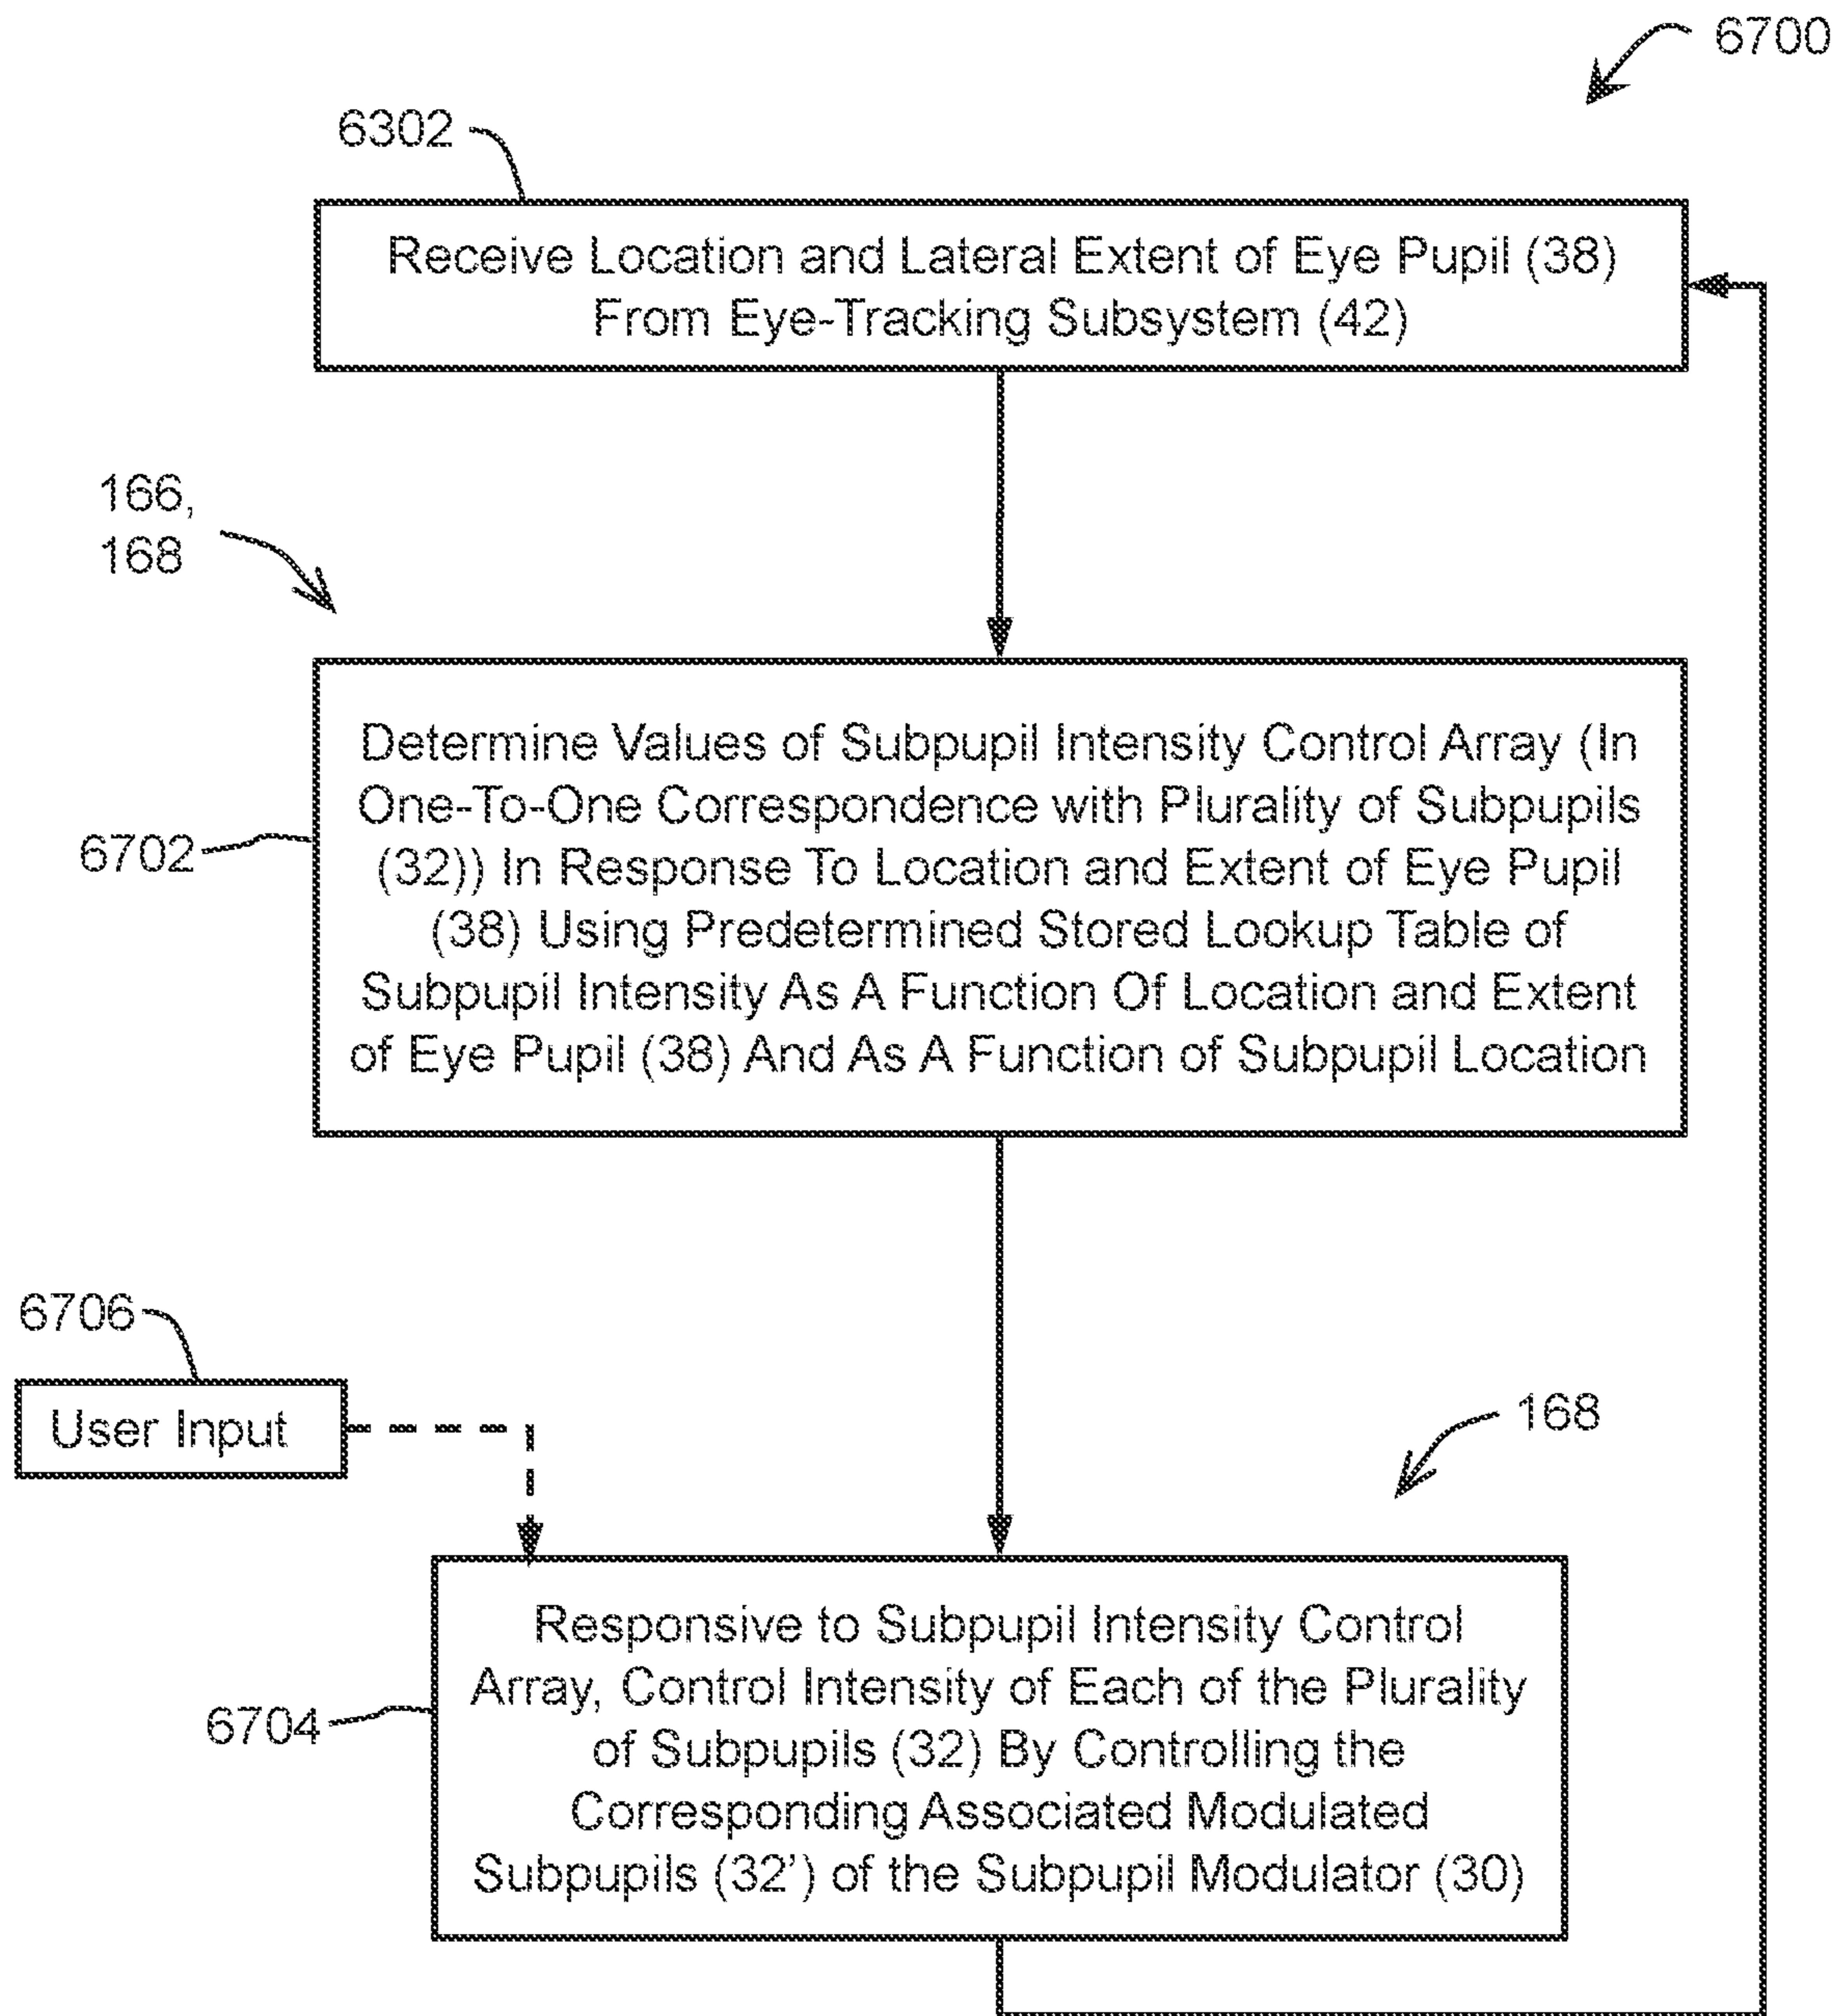 6700
6302
Receive Location and Lateral Extent of Eye Pupil (38)
From Eye-Tracking Subsystem (42)
166,
168
Determine Values of Subpupil Intensity Control Array (In
One-To-One Correspondence with Plurality of Subpupils
(32)) In Response To Location and Extent of Eye Pupil
(38) Using Predetermined Stored Lookup Table of
Subpupil Intensity As A Function Of Location and Extent
of Eye Pupil (38) And As A Function of Subpupil Location
6702
6706
User Input
168
Responsive to Subpupil Intensity Control
Array, Control Intensity of Each of the Plurality
of Subpupils (32) By Controlling the
Corresponding Associated Modulated
Subpupils (32’) of the Subpupil Modulator (30)
6704